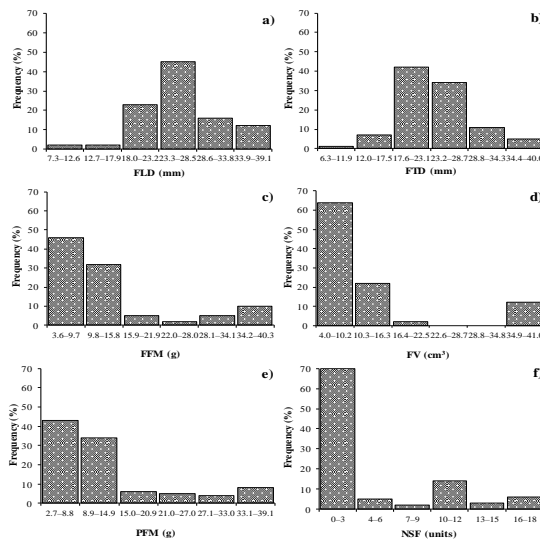 a)
Frequency (%)
70
60
50
40
30
20
10
0
7.3–12.6 12.7–17.9 18.0–23.2 23.3–28.5 28.6–33.8 33.9–39.1
FLD (mm)
b)
Frequency (%)
70
60
50
40
30
20
10
0
6.3–11.9 12.0–17.5 17.6–23.1 23.2–28.7 28.8–34.3 34.4–40.0
FTD (mm)
c)
Frequency (%)
70
60
50
40
30
20
10
0
3.6–9.7 9.8–15.8 15.9–21.9 22.0–28.0 28.1–34.1 34.2–40.3
FFM (g)
d)
Frequency (%)
70
60
50
40
30
20
10
0
4.0–10.2 10.3–16.3 16.4–22.5 22.6–28.7 28.8–34.8 34.9–41.0
FV (cm³)
e)
Frequency (%)
70
60
50
40
30
20
10
0
2.7–8.8 8.9–14.9 15.0–20.9 21.0–27.0 27.1–33.0 33.1–39.1
PFM (g)
f)
Frequency (%)
70
60
50
40
30
20
10
0
0–3 4–6 7–9 10–12 13–15 16–18
NSF (units)